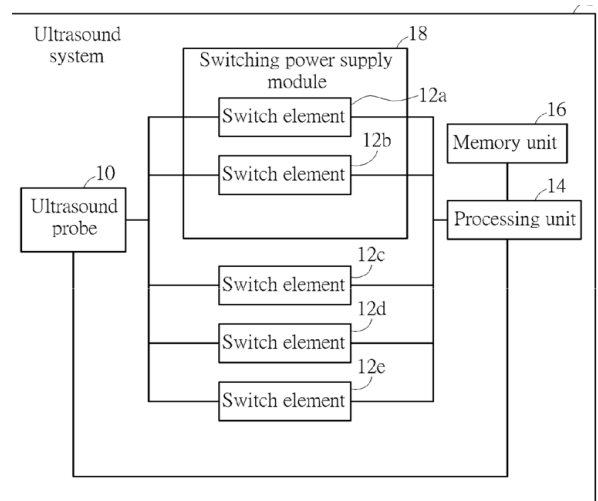 Ultrasound
system
18
Switching power supply
module
12a
Switch element
12b
Switch element
16
Memory unit
14
Processing unit
10
Ultrasound
probe
12c
Switch element
12d
Switch element
12e
Switch element